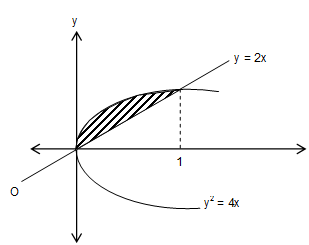 y
y = 2x
1
O
y² = 4x